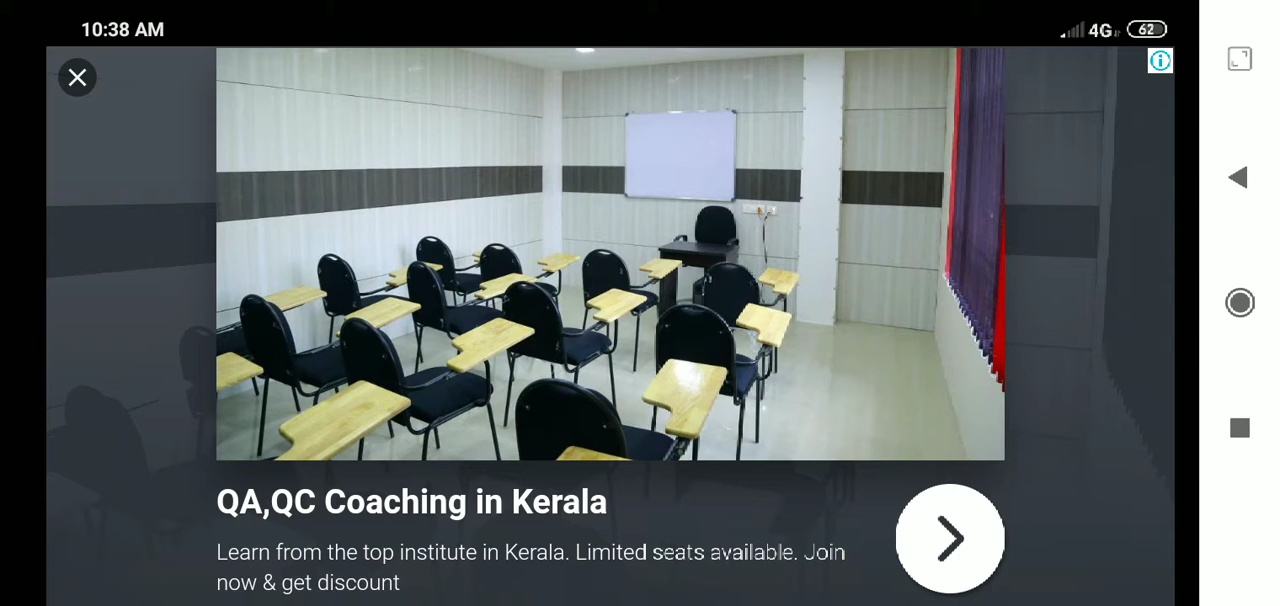 10:38 AM
4G 62
QA,QC Coaching in Kerala
Learn from the top institute in Kerala. Limited seats available. Join
now & get discount